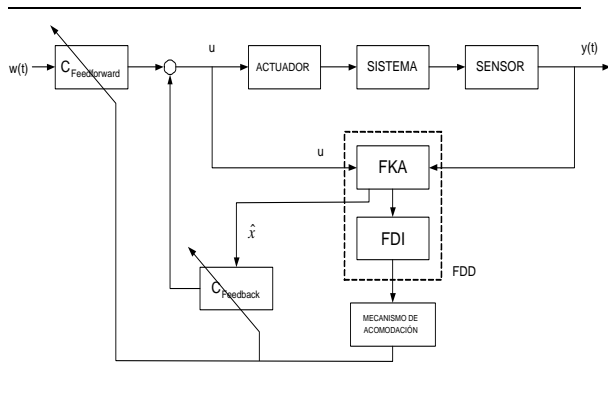 u
y(t)
w(t)
C Feedforward
ACTUADOR
SISTEMA
SENSOR
u
FKA
x̂
FDI
FDD
C Feedback
MECANISMO DE
ACOMODACIÓN